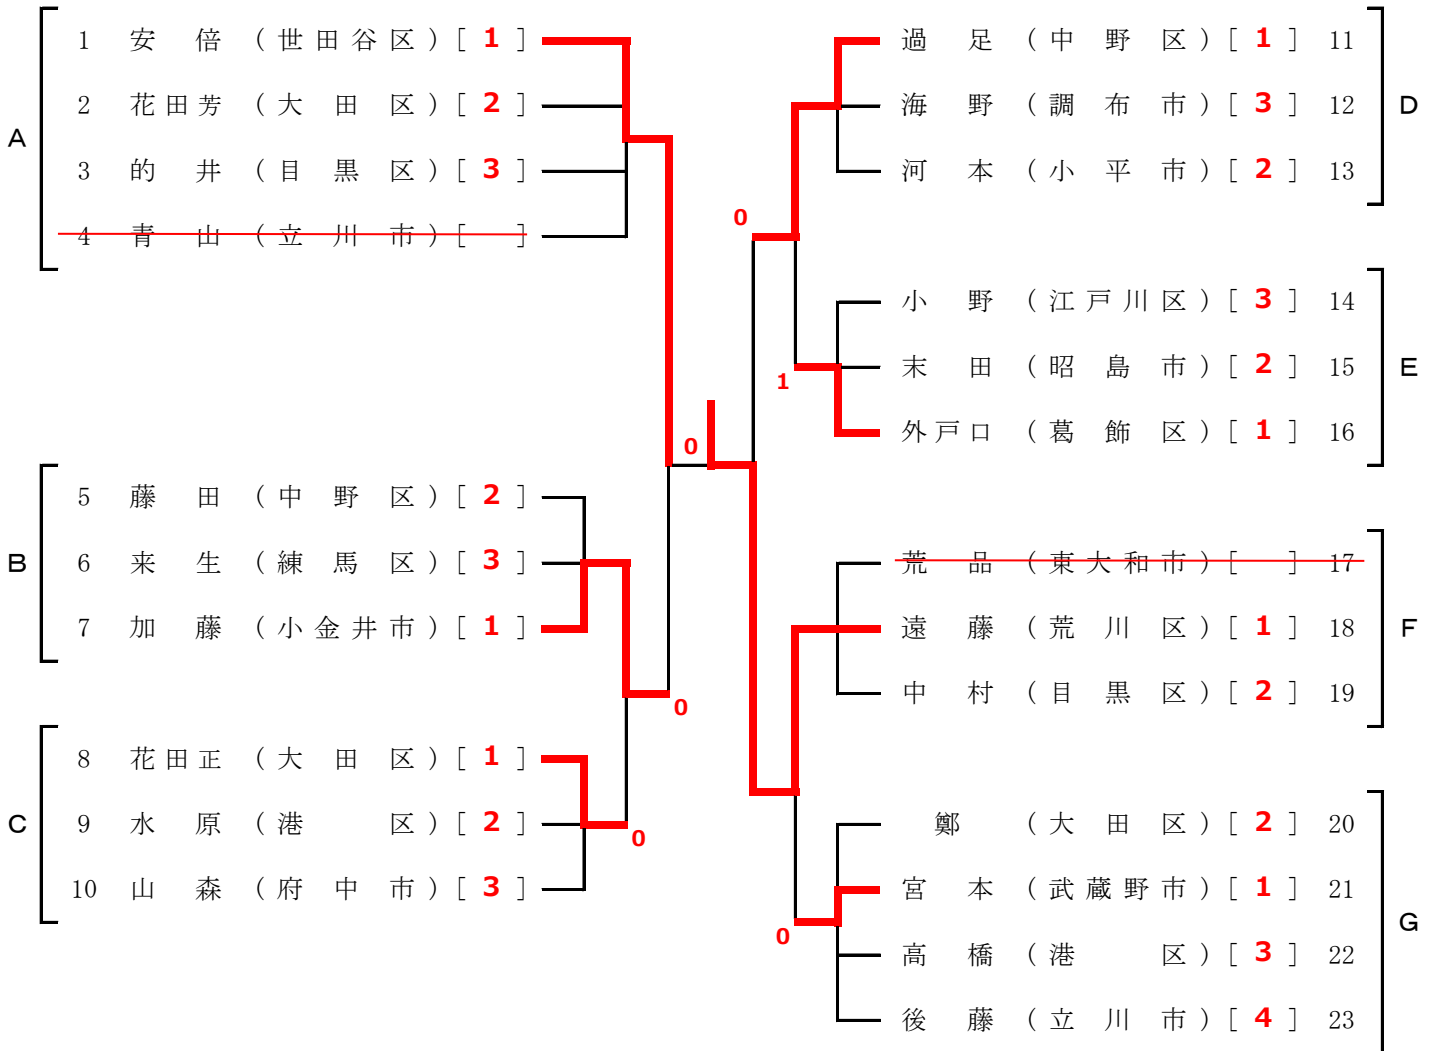 A
1 安倍 (世田谷区) [ 1 ]
2 花田芳 (大田区) [ 2 ]
3 的井 (目黒区) [ 3 ]
4 青山 (立川市) [ ]
B
5 藤田 (中野区) [ 2 ]
6 来生 (練馬区) [ 3 ]
7 加藤 (小金井市) [ 1 ]
C
8 花田正 (大田区) [ 1 ]
9 水原 (港区) [ 2 ]
10 山森 (府中市) [ 3 ]
0
0
0
0
1
0
過足 (中野区) [ 1 ] 11
海野 (調布市) [ 3 ] 12
河本 (小平市) [ 2 ] 13
D
小野 (江戸川区) [ 3 ] 14
末田 (昭島市) [ 2 ] 15
外戸口 (葛飾区) [ 1 ] 16
E
荒品 (東大和市) [ ] 17
遠藤 (荒川区) [ 1 ] 18
中村 (目黒区) [ 2 ] 19
F
鄭 (大田区) [ 2 ] 20
宮本 (武蔵野市) [ 1 ] 21
高橋 (港区) [ 3 ] 22
後藤 (立川市) [ 4 ] 23
G